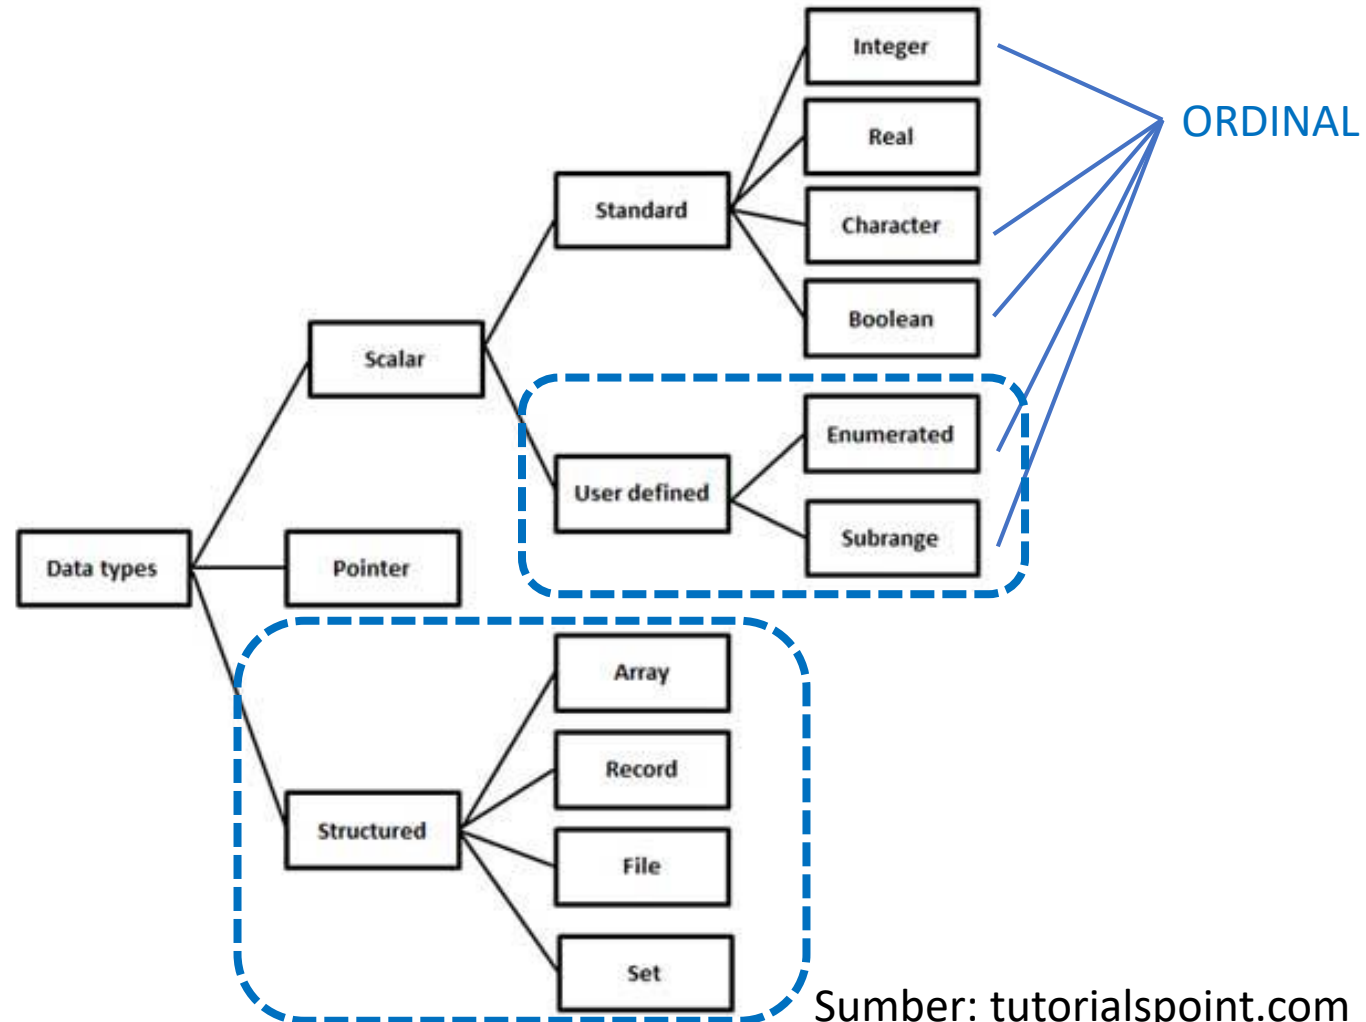 Integer
ORDINAL
Real
Standard
Character
Boolean
Scalar
Enumerated
User defined
Subrange
Data types
Pointer
Array
Record
Structured
File
Set
Sumber: tutorialspoint.com